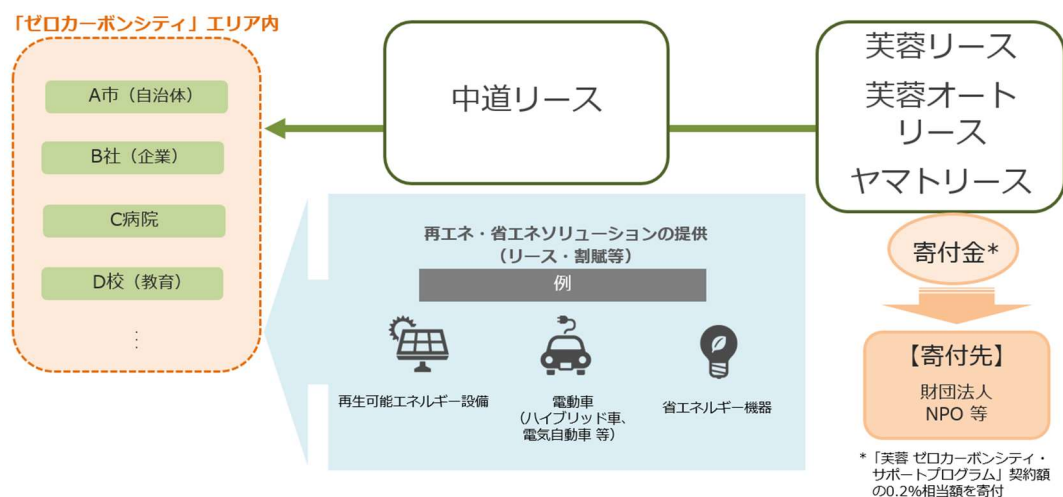 「ゼロカーボンシティ」エリア内
A市（自治体）
B社（企業）
C病院
D校（教育）
⋮
中道リース
芙蓉リース
芙蓉オート
リース
ヤマトリース
再エネ・省エネソリューションの提供
（リース・割賦等）
例
再生可能エネルギー設備
電動車
（ハイブリッド車、
電気自動車 等）
省エネルギー機器
寄付金*
【寄付先】
財団法人
NPO 等
*「芙蓉 ゼロカーボンシティ・
サポートプログラム」契約額
の0.2%相当額を寄付